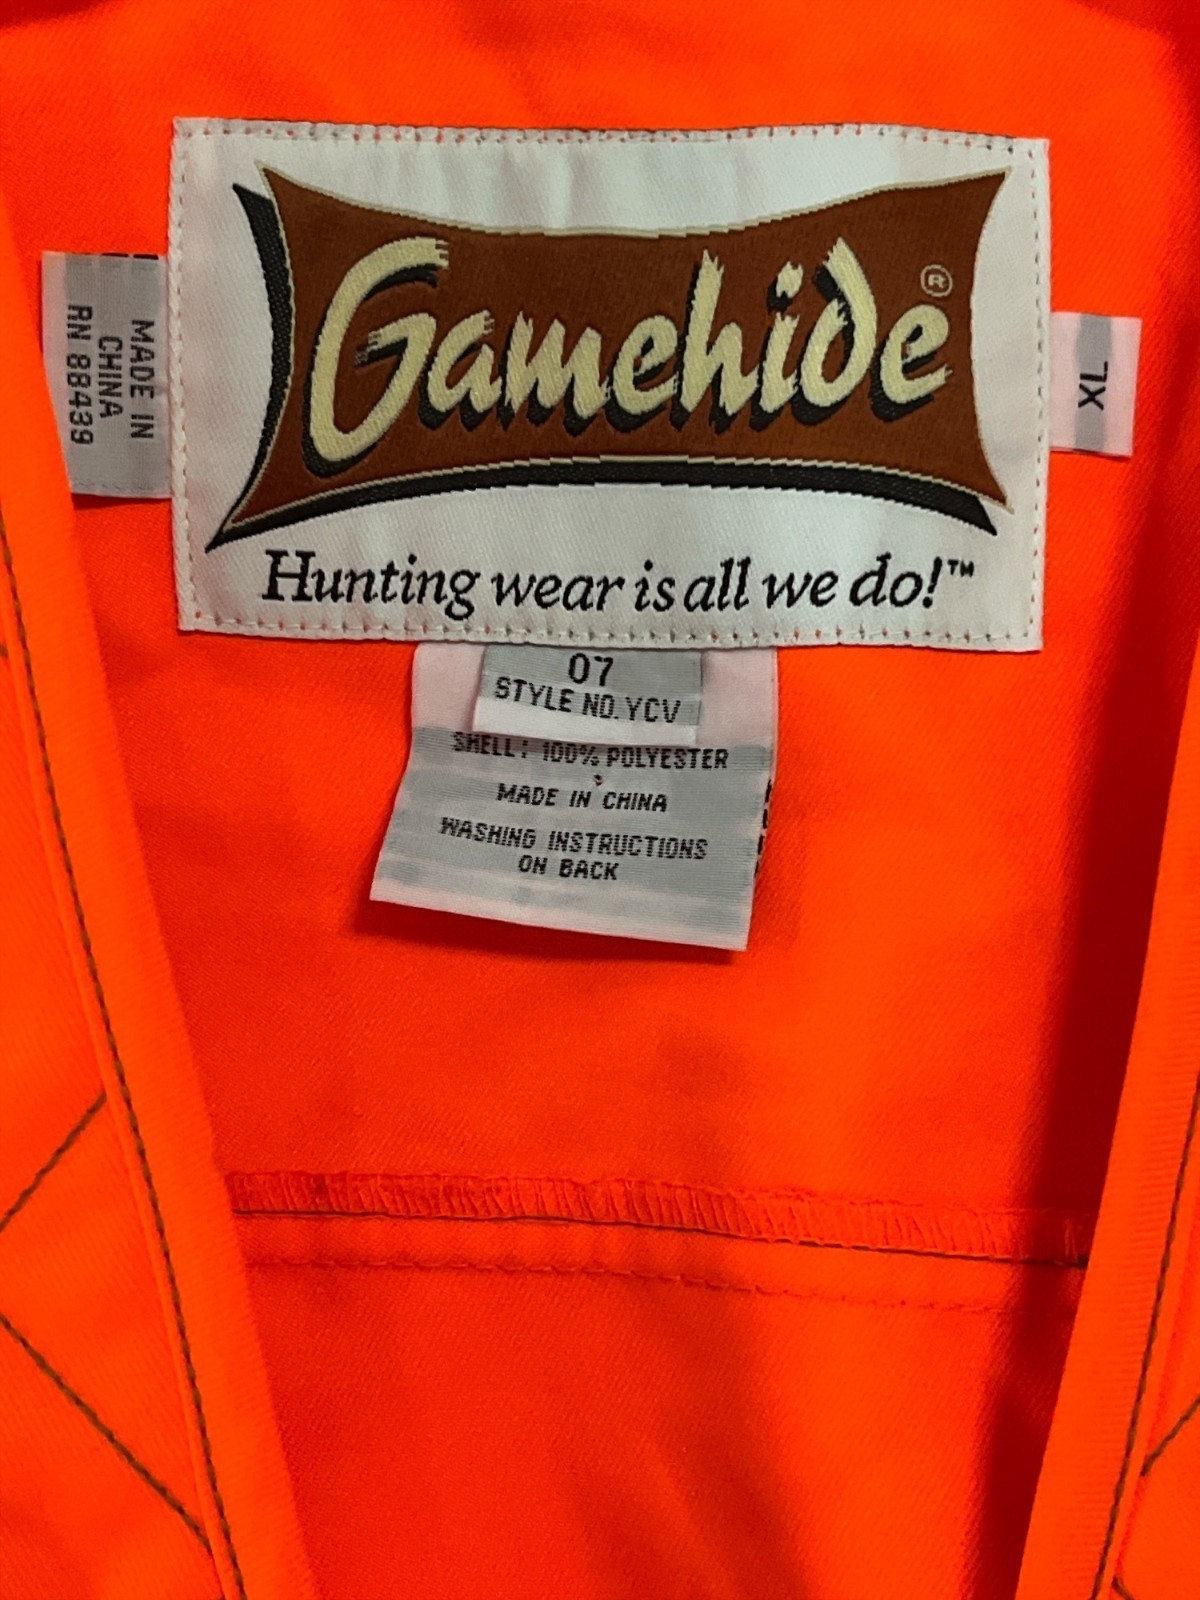 Gamehide®
Hunting wear is all we do!™
MADE IN
CHINA
RN 88439
XL
07
STYLE NO. YCV
SHELL: 100% POLYESTER
MADE IN CHINA
WASHING INSTRUCTIONS
ON BACK